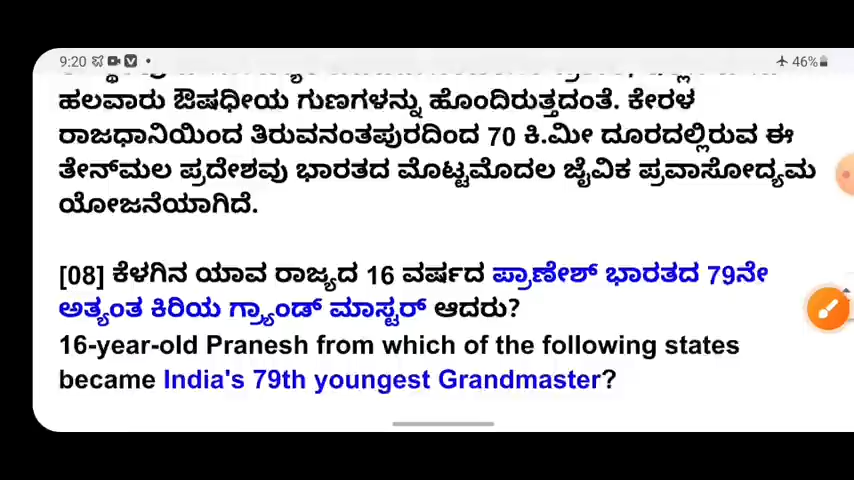 9:20
46%
ಹಲವಾರು ಔಷಧೀಯ ಗುಣಗಳನ್ನು ಹೊಂದಿರುತ್ತದಂತೆ. ಕೇರಳ
ರಾಜಧಾನಿಯಿಂದ ತಿರುವನಂತಪುರದಿಂದ 70 ಕಿ.ಮೀ ದೂರದಲ್ಲಿರುವ ಈ
ತೇನ್‌ಮಲ ಪ್ರದೇಶವು ಭಾರತದ ಮೊಟ್ಟಮೊದಲ ಜೈವಿಕ ಪ್ರವಾಸೋದ್ಯಮ
ಯೋಜನೆಯಾಗಿದೆ.
[08] ಕೆಳಗಿನ ಯಾವ ರಾಜ್ಯದ 16 ವರ್ಷದ ಪ್ರಾಣೇಶ್ ಭಾರತದ 79ನೇ
ಅತ್ಯಂತ ಕಿರಿಯ ಗ್ರ್ಯಾಂಡ್ ಮಾಸ್ಟರ್ ಆದರು?
16-year-old Pranesh from which of the following states
became India's 79th youngest Grandmaster?